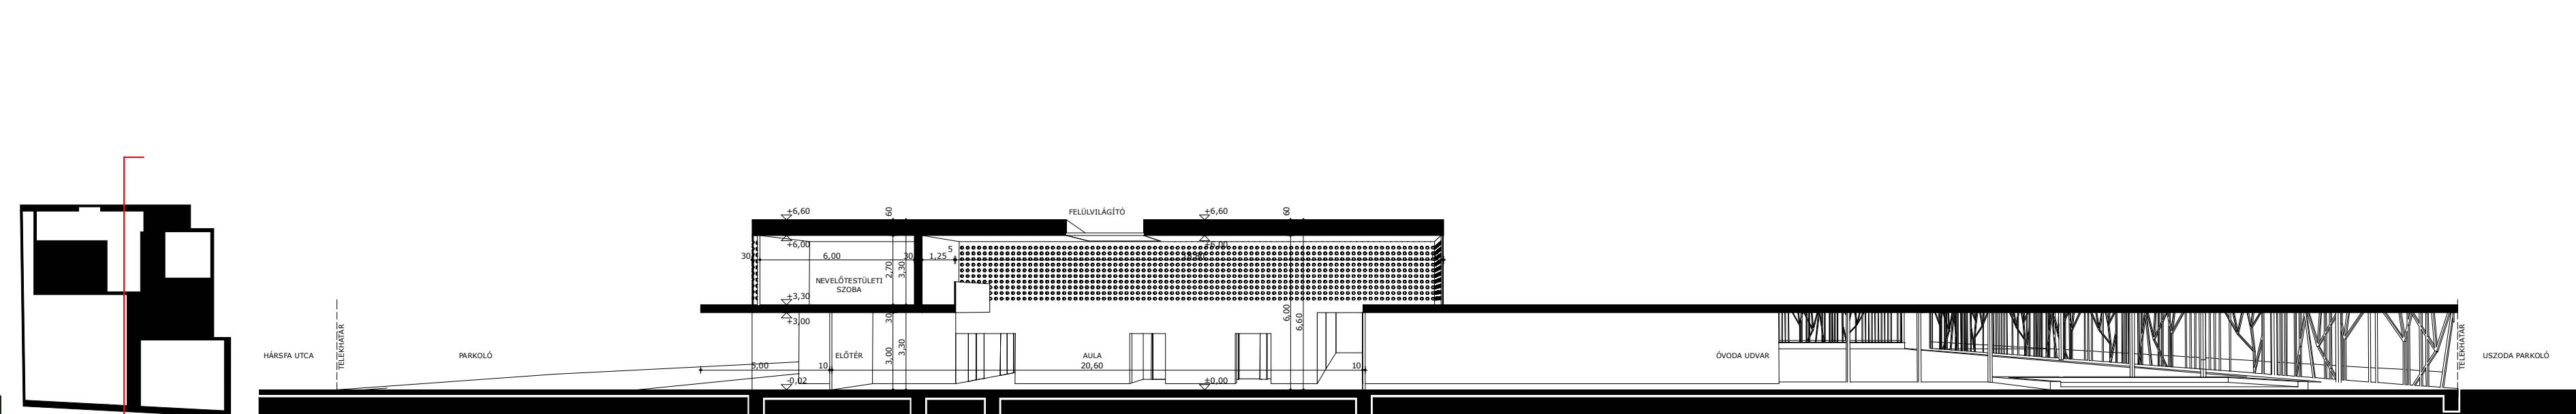 +6,60
60
FELÜLVILÁGÍTÓ
+6,60
60
+6,00
+6,00
5
30
6,00
30
1,25
2,70
3,30
NEVELŐTESTÜLETI
SZOBA
+3,30
30
+3,00
6,00
6,60
HÁRSFA UTCA
TELEKHATÁR
PARKOLÓ
ELŐTÉR
3,00
3,30
AULA
ÓVODA UDVAR
TELEKHATÁR
USZODA PARKOLÓ
5,00
10
20,60
10
-0,02
±0,00